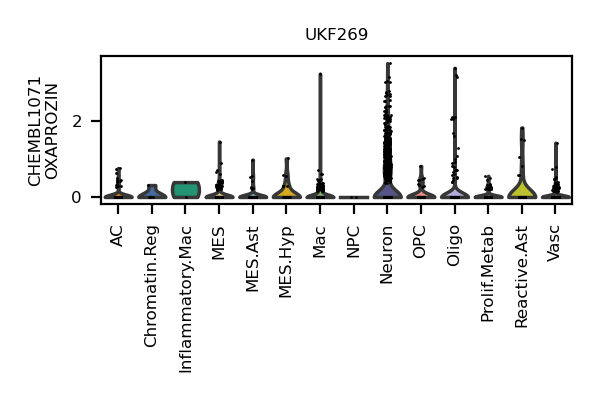 UKF269
CHEMBL1071
OXAPROZIN
2
0
AC
Chromatin.Reg
Inflammatory.Mac
MES
MES.Ast
MES.Hyp
Mac
NPC
Neuron
OPC
Oligo
Prolif.Metab
Reactive.Ast
Vasc